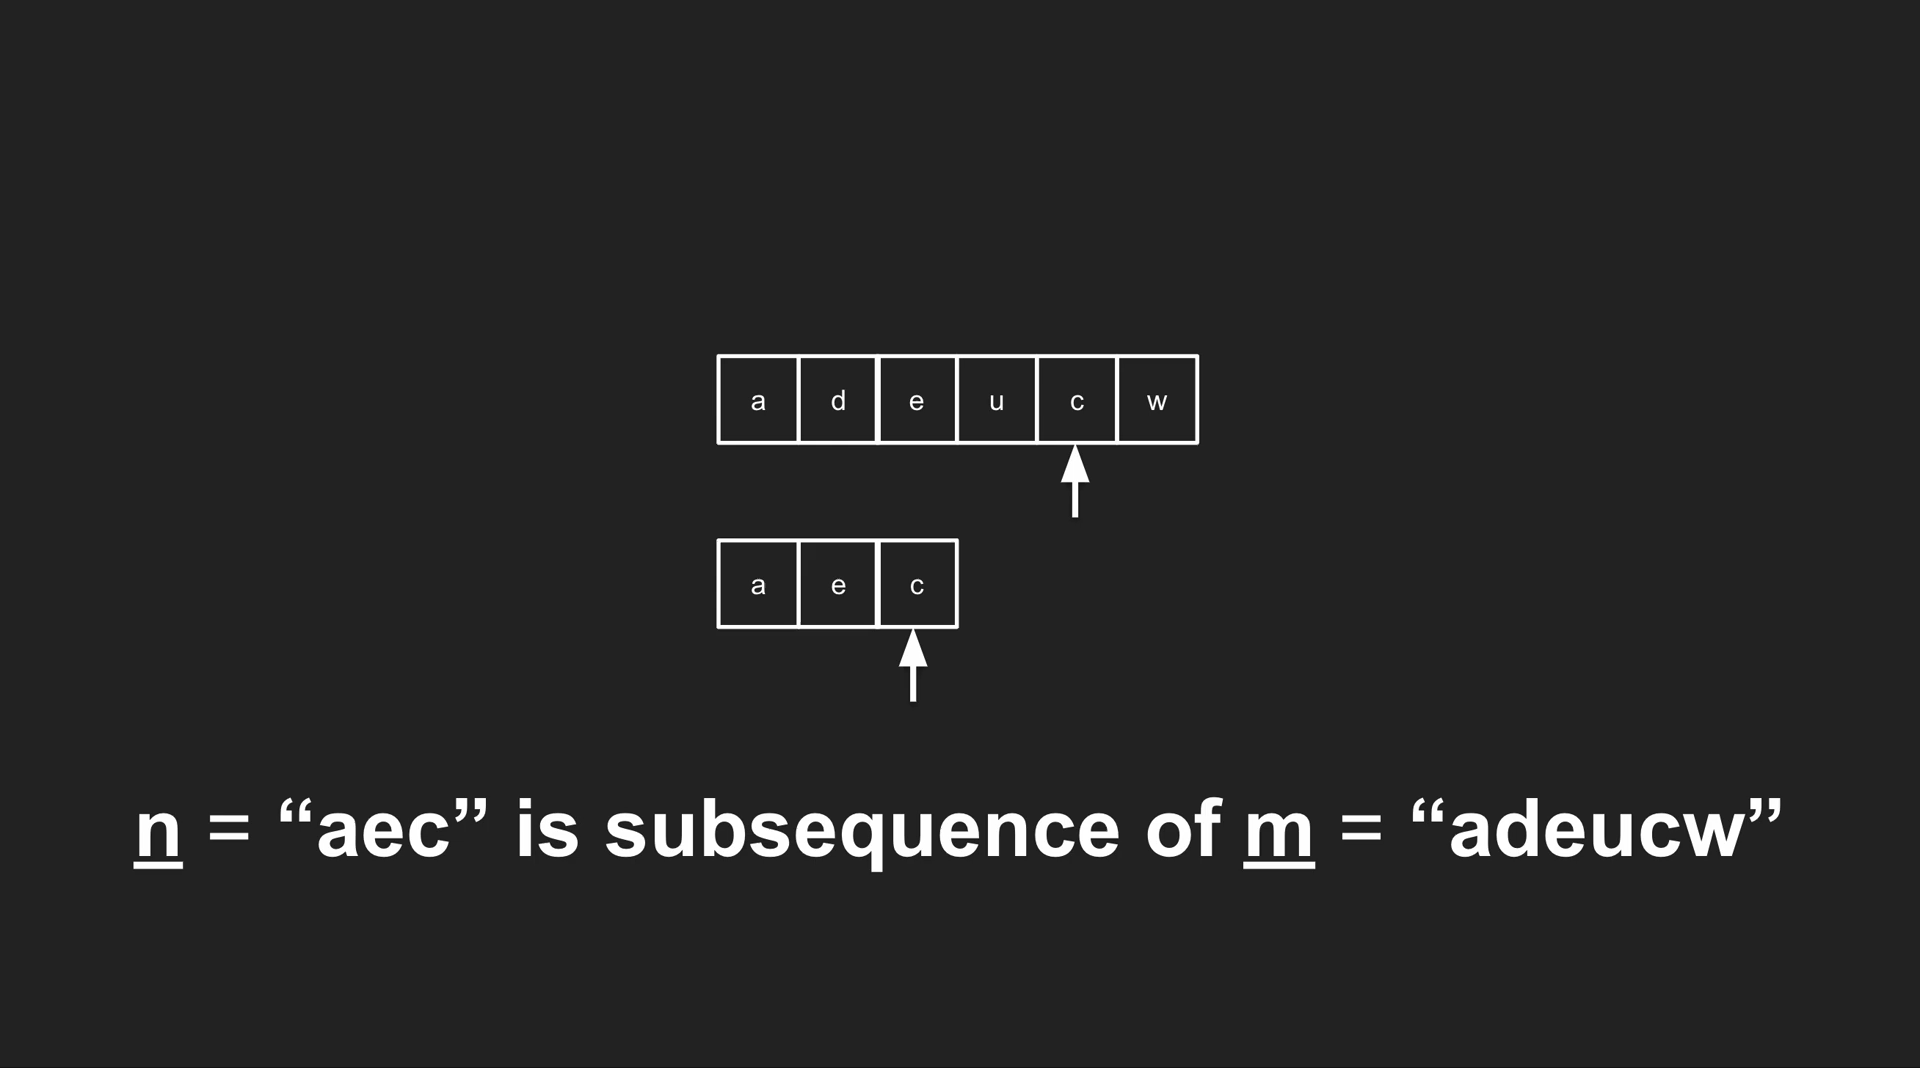 a d e u c w
a e c
n = “aec” is subsequence of m = “adeucw”